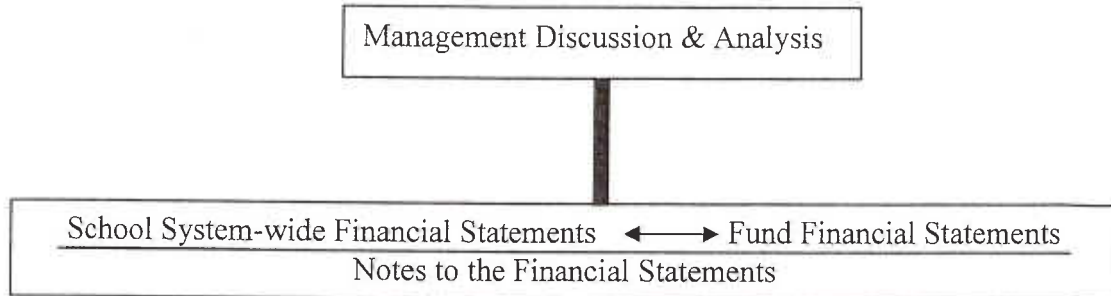 Management Discussion & Analysis
School System-wide Financial Statements ⟷ Fund Financial Statements
Notes to the Financial Statements